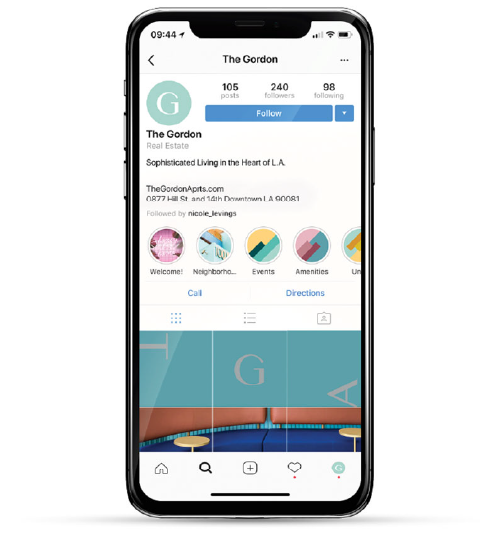 09:44
The Gordon
...
G
105
240
98
posts
followers
following
Follow
The Gordon
Real Estate
Sophisticated Living in the Heart of L.A.
TheGordonAprts.com
0877 Hill St. and 14th Downtown LA 90081
Followed by nicole_levings
Welcome!
Neighborho...
Events
Amenities
Un
Call
Directions
T
G
A
G